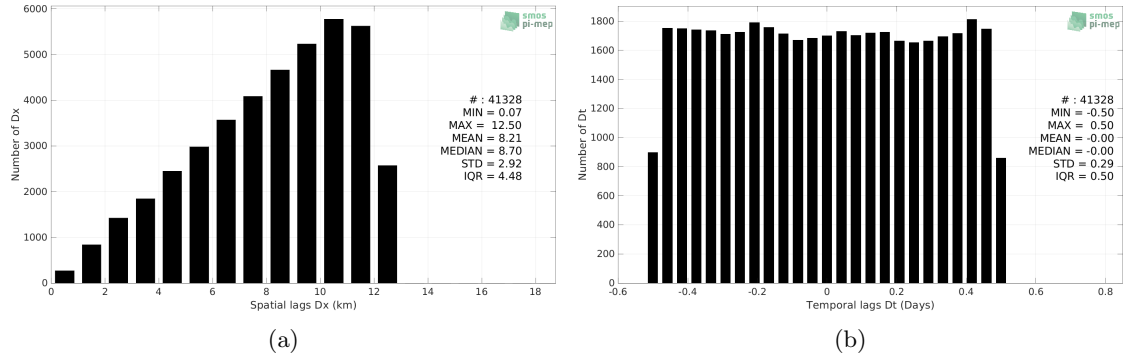 smos
pi-mep
6000
5000
4000
3000
2000
1000
0
Number of Dx
# : 41328
MIN = 0.07
MAX = 12.50
MEAN = 8.21
MEDIAN = 8.70
STD = 2.92
IQR = 4.48
0 2 4 6 8 10 12 14 16 18
Spatial lags Dx (km)
(a)
smos
pi-mep
1800
1600
1400
1200
1000
800
600
400
200
0
Number of Dt
# : 41328
MIN = -0.50
MAX = 0.50
MEAN = -0.00
MEDIAN = -0.00
STD = 0.29
IQR = 0.50
-0.6 -0.4 -0.2 0 0.2 0.4 0.6 0.8
Temporal lags Dt (Days)
(b)